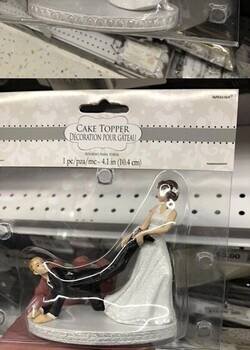 amscan
CAKE TOPPER
DÉCORATION POUR GÂTEAU
1 pc/pza/mc - 4.1 in (10.4 cm)